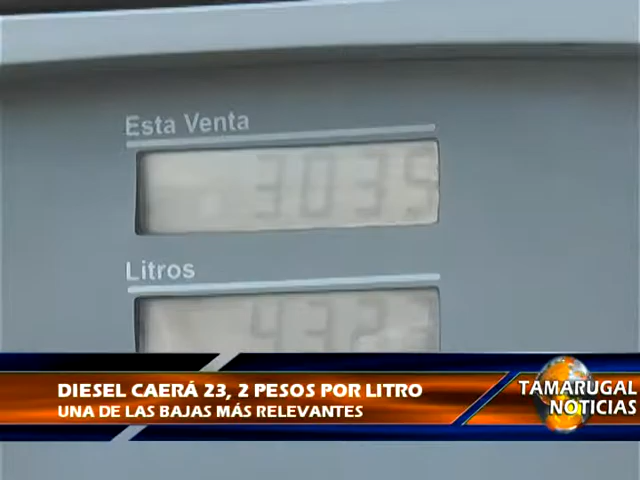 Esta Venta
3035
Litros
DIESEL CAERÁ 23, 2 PESOS POR LITRO
UNA DE LAS BAJAS MÁS RELEVANTES
TAMARUGAL
NOTICIAS